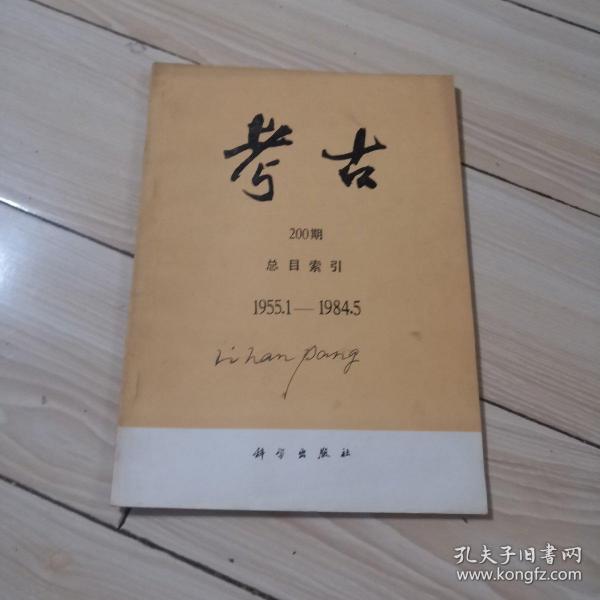 考古
200期
总目索引
1955.1—1984.5
Li han pang
科学出版社
孔夫子旧書网
www.kongfz.com